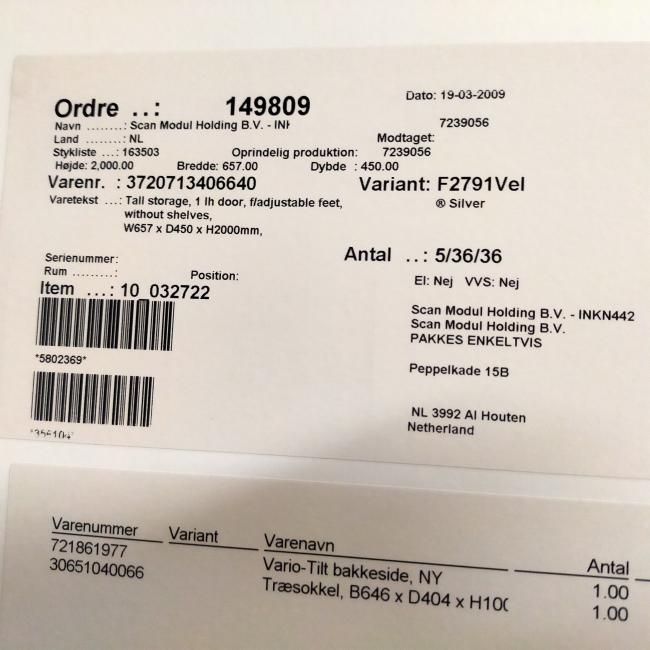 Ordre ..: 149809
Dato: 19-03-2009
Navn ........: Scan Modul Holding B.V. - INK
7239056
Land ........: NL
Modtaget:
Stykliste ...: 163503 Oprindelig produktion: 7239056
Højde: 2,000.00 Bredde: 657.00 Dybde : 450.00
Varenr. : 3720713406640 Variant: F2791Vel
Varetekst ...: Tall storage, 1 lh door, f/adjustable feet,
® Silver
without shelves,
W657 x D450 x H2000mm,
Antal ..: 5/36/36
Serienummer:
Rum .........: Position:
El: Nej VVS: Nej
Item ...: 10_032722
Scan Modul Holding B.V. - INKN442
Scan Modul Holding B.V.
PAKKES ENKELTVIS
*5802369*
Peppelkade 15B
NL 3992 Al Houten
Netherland
Varenummer Variant Varenavn Antal
721861977 Vario-Tilt bakkeside, NY 1.00
30651040066 Træsokkel, B646 x D404 x H100 1.00